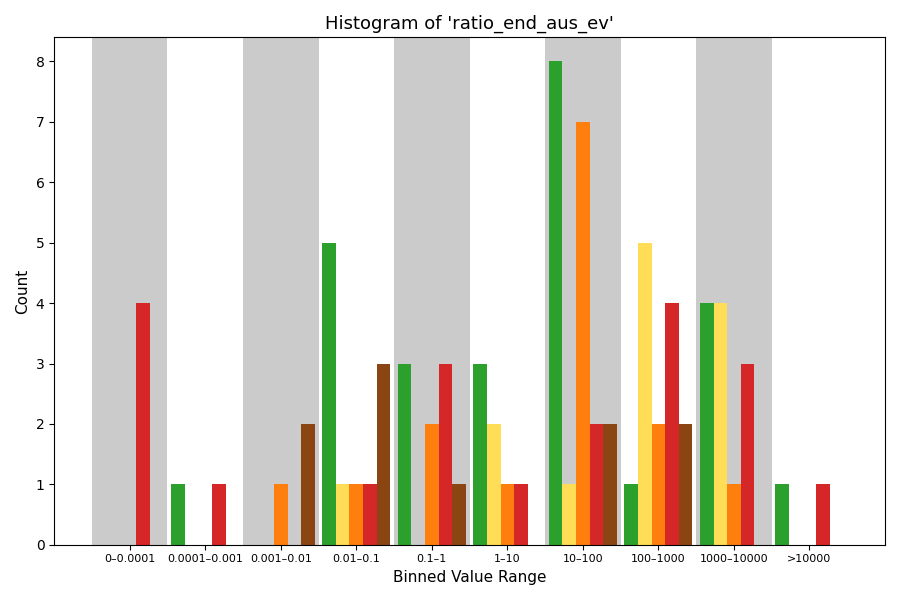 Histogram of 'ratio_end_aus_ev'
8
7
6
5
4
3
2
1
0
Count
0–0.0001 0.0001–0.001 0.001–0.01 0.01–0.1 0.1–1 1–10 10–100 100–1000 1000–10000 >10000
Binned Value Range